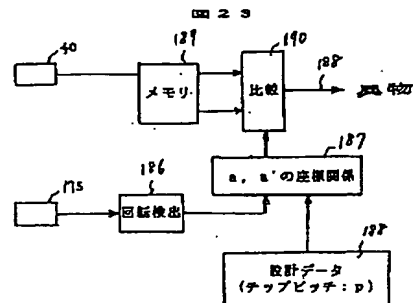 図23
40
189
メモリ
190
比較
188
異物
187
a, a'の座標関係
175
186
回転検出
188
設計データ
(チップピッチ：p)